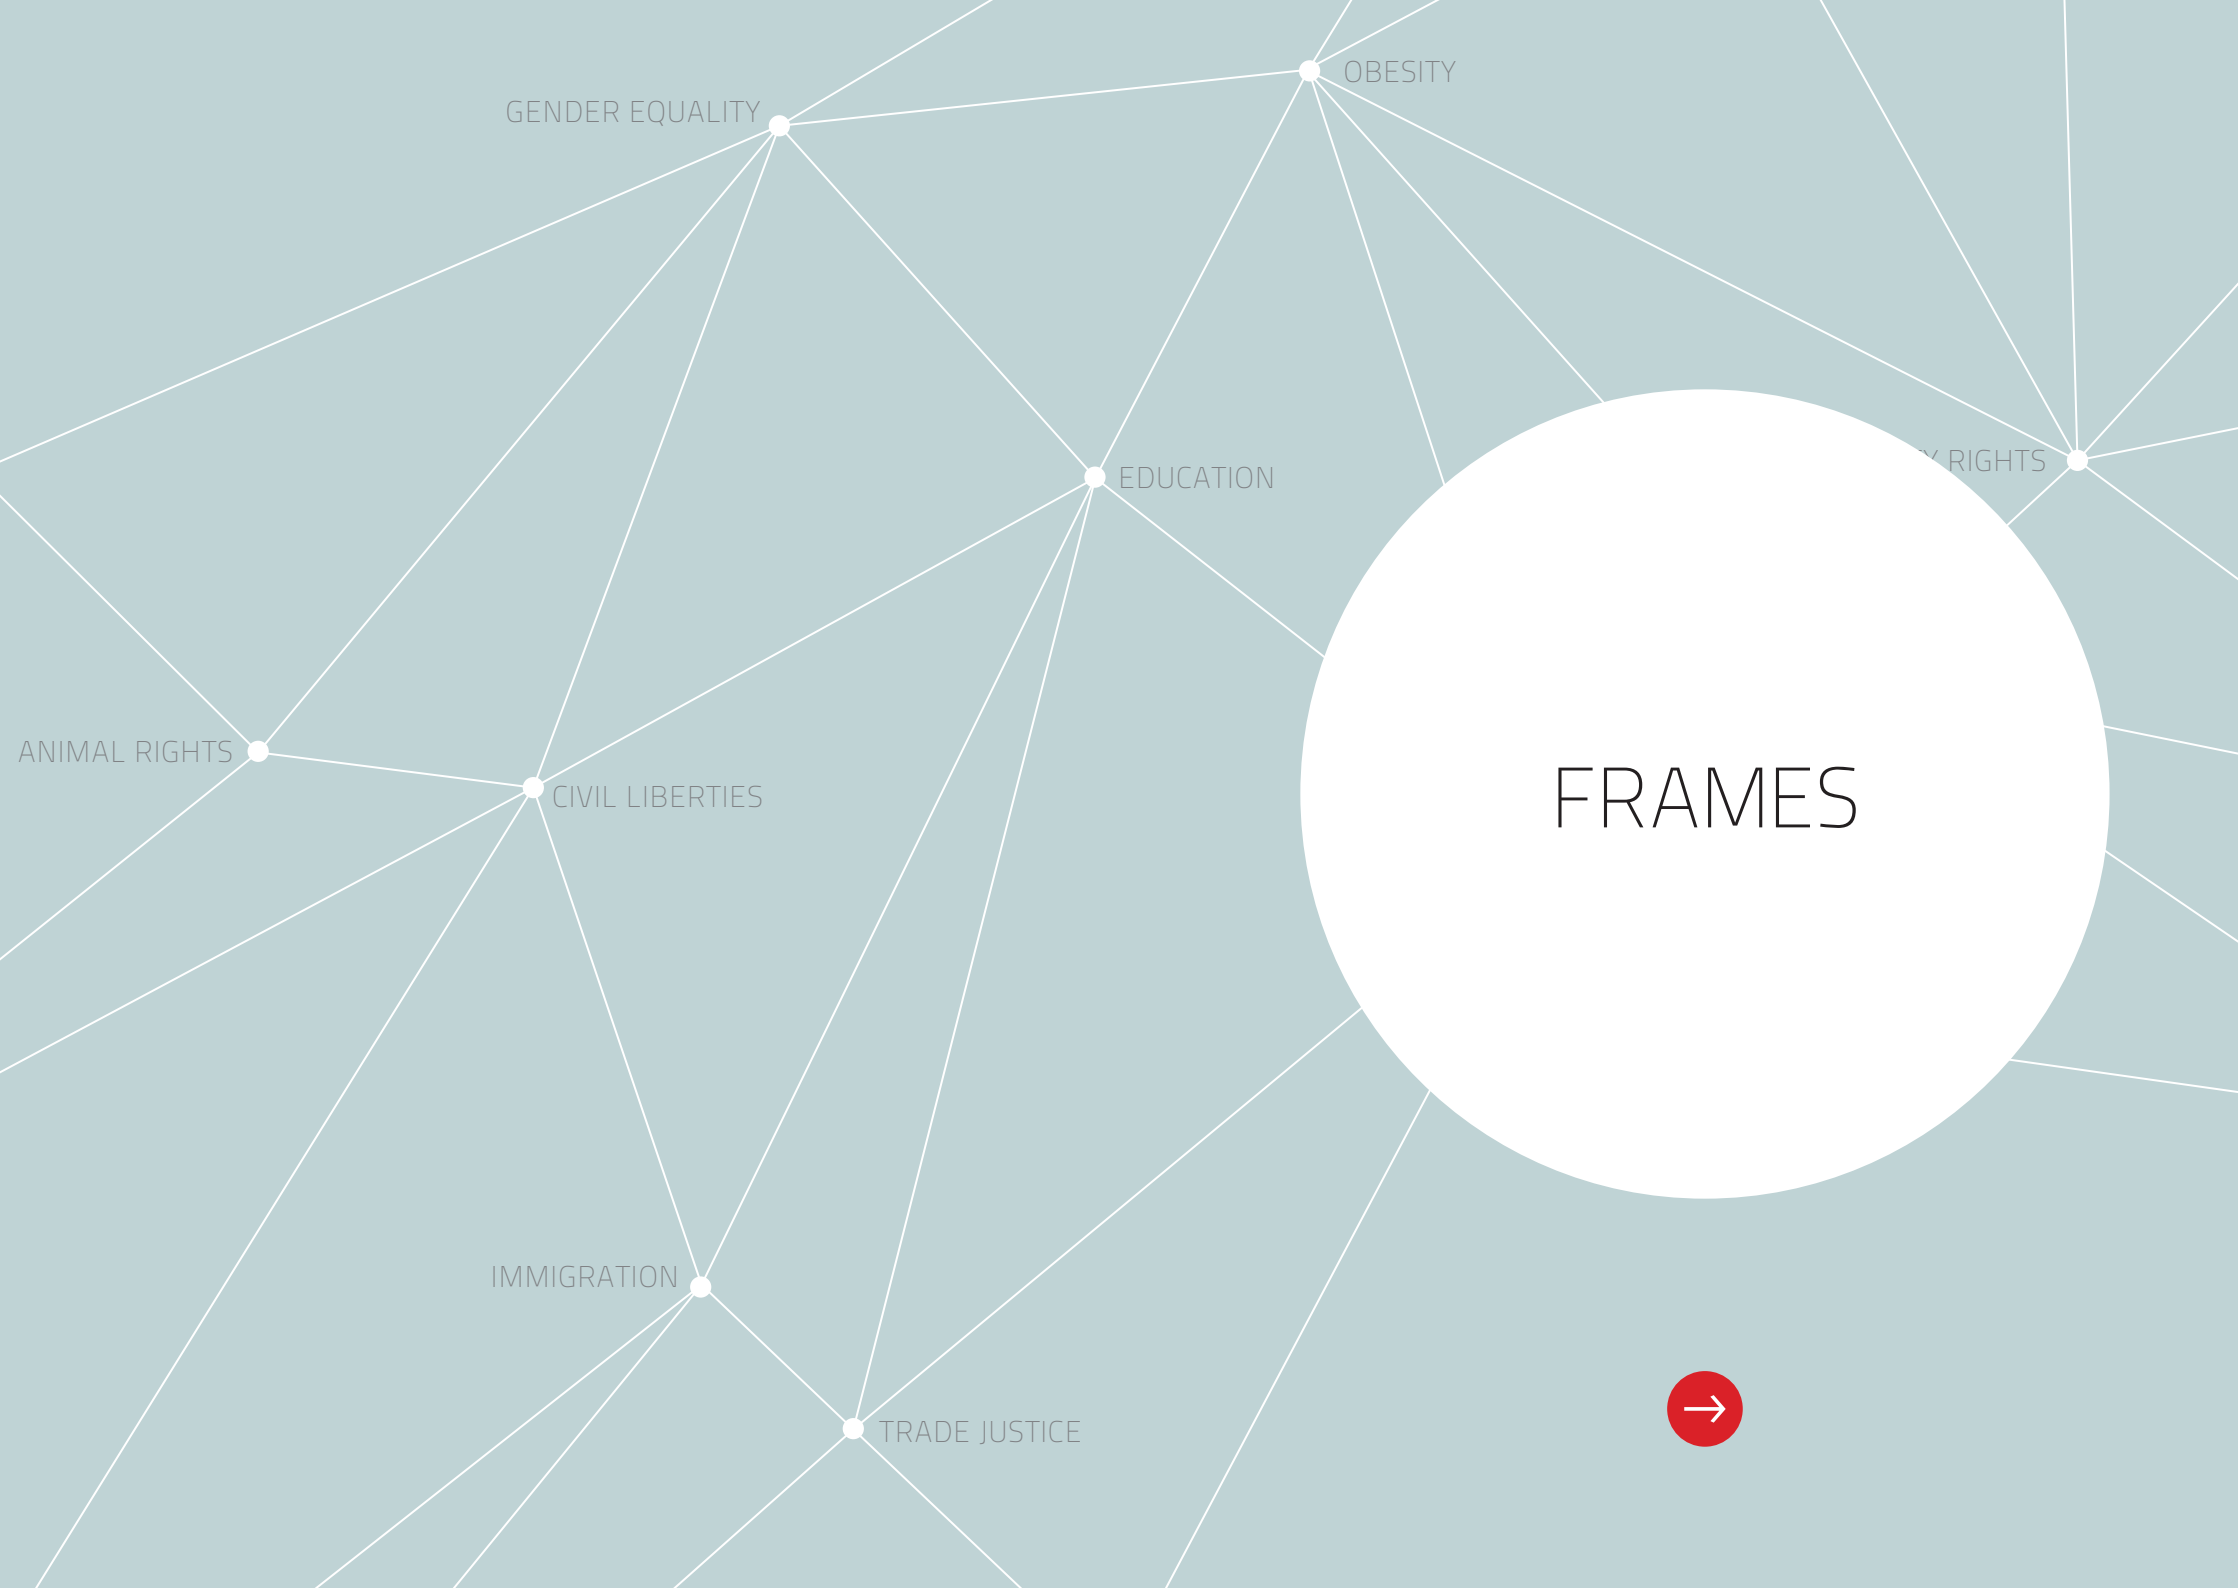 OBESITY
GENDER EQUALITY
RIGHTS
EDUCATION
ANIMAL RIGHTS
CIVIL LIBERTIES
FRAMES
IMMIGRATION
TRADE JUSTICE